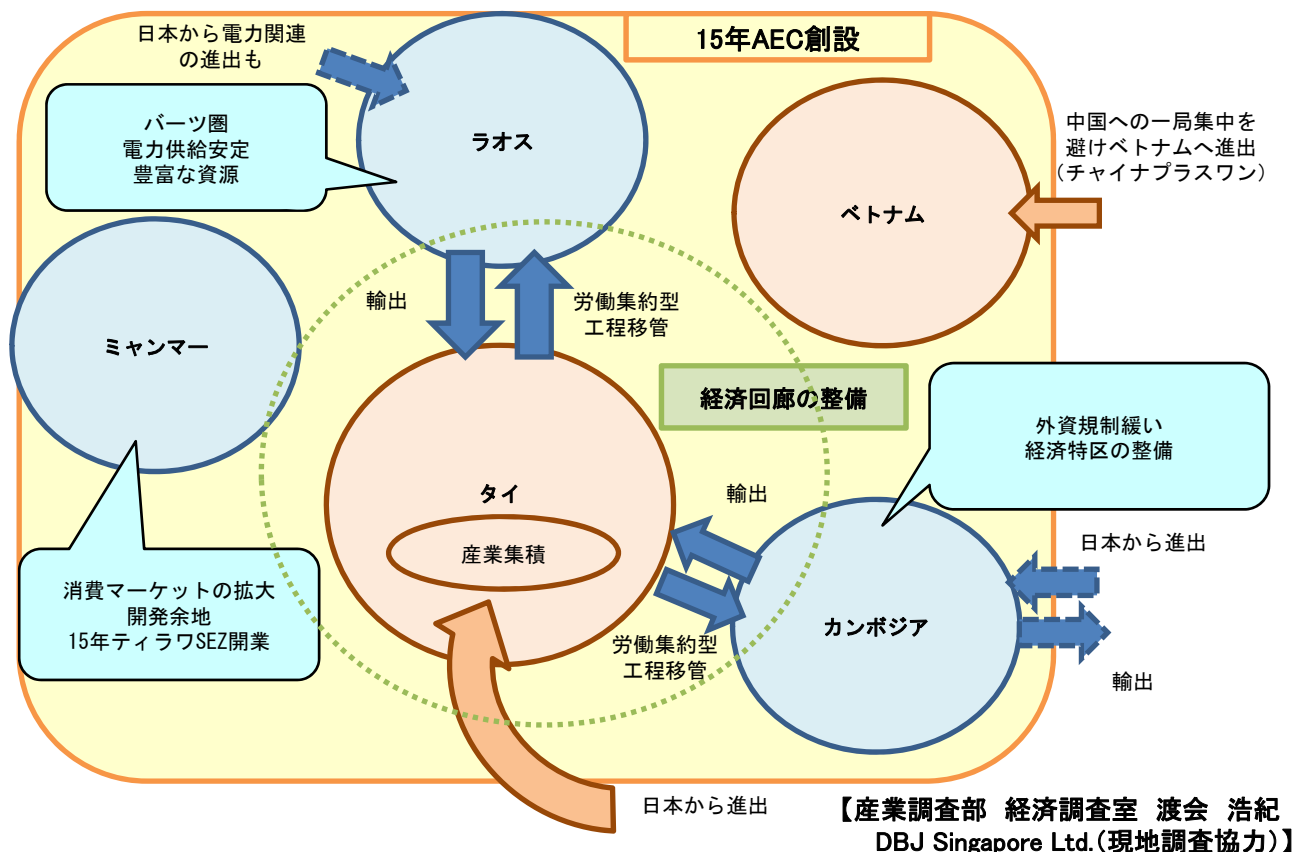 15年AEC創設
日本から電力関連
の進出も
バーツ圏
電力供給安定
豊富な資源
ラオス
ベトナム
中国への一局集中を
避けベトナムへ進出
(チャイナプラスワン)
ミャンマー
輸出
労働集約型
工程移管
経済回廊の整備
外資規制緩い
経済特区の整備
タイ
産業集積
輸出
労働集約型
工程移管
カンボジア
日本から進出
輸出
消費マーケットの拡大
開発余地
15年ティラワSEZ開業
日本から進出
【産業調査部 経済調査室 渡会 浩紀
DBJ Singapore Ltd.(現地調査協力)】